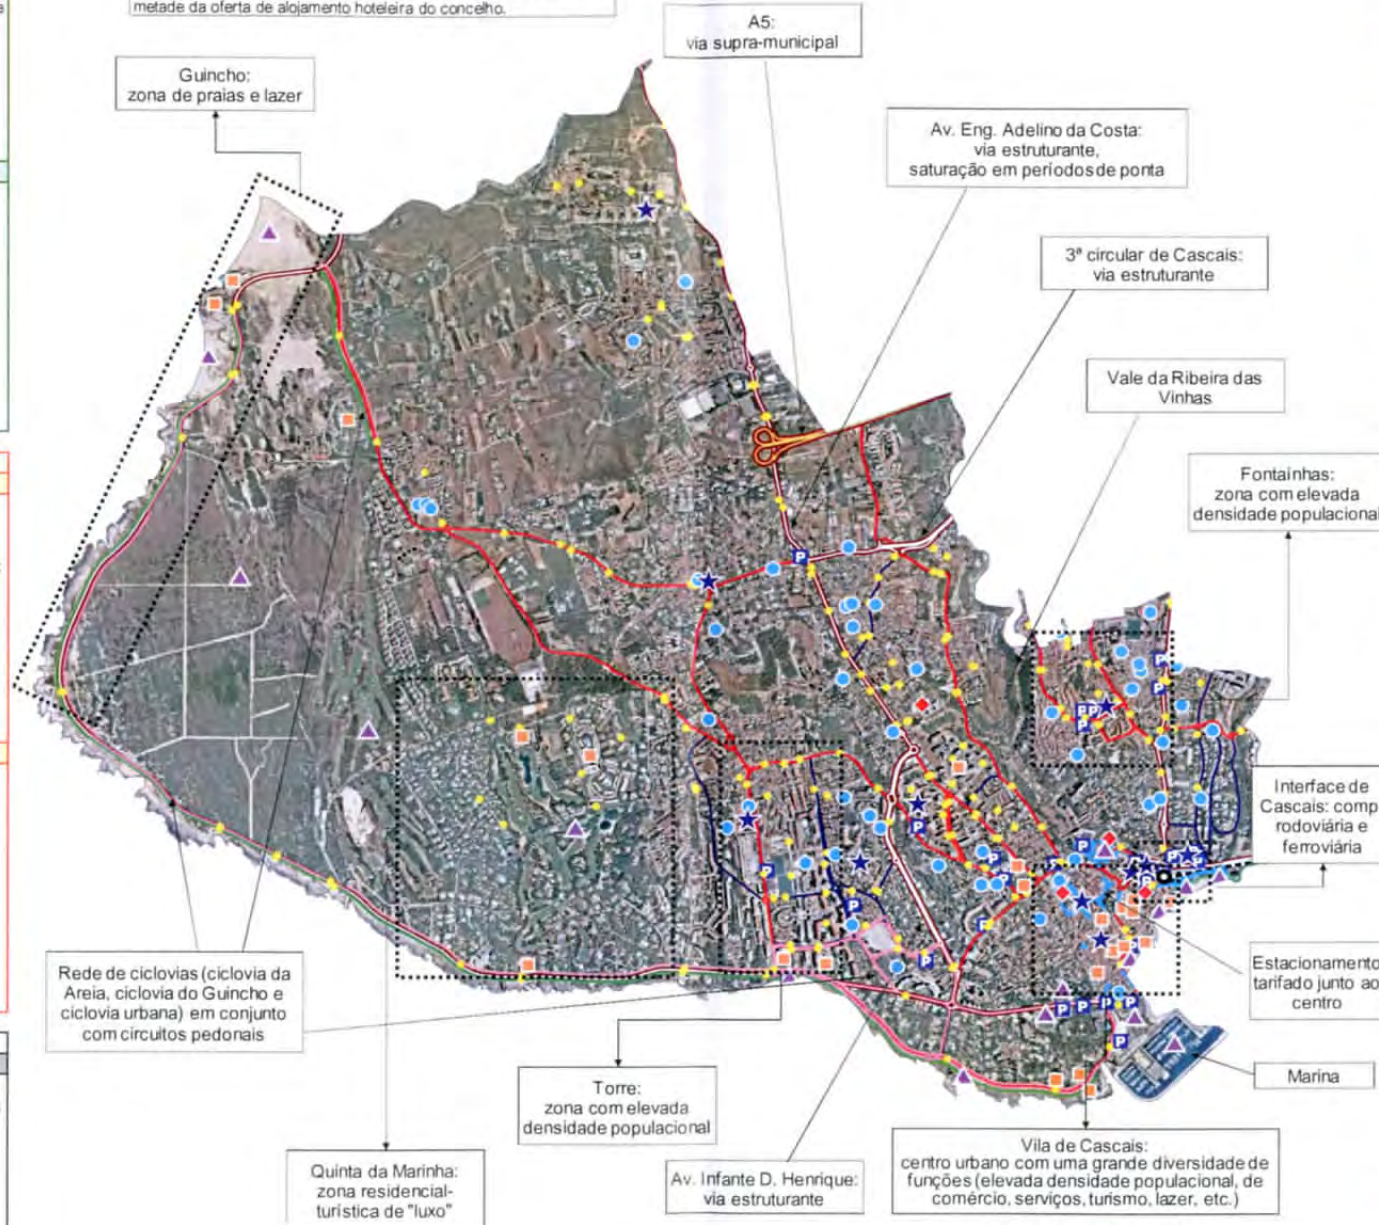 metade da oferta de alojamento hoteleira do concelho.
A5:
via supra-municipal
Guincho:
zona de praias e lazer
Av. Eng. Adelino da Costa:
via estruturante,
saturação em períodos de ponta
3ª circular de Cascais:
via estruturante
Vale da Ribeira das
Vinhas
Fontainhas:
zona com elevada
densidade populacional
Interface de
Cascais: comp
rodoviária e
ferroviária
Estacionamento
tarifado junto ao
centro
Marina
Rede de ciclovias (ciclovia da
Areia, ciclovia do Guincho e
ciclovia urbana) em conjunto
com circuitos pedonais
Torre:
zona com elevada
densidade populacional
Quinta da Marinha:
zona residencial-
turística de "luxo"
Av. Infante D. Henrique:
via estruturante
Vila de Cascais:
centro urbano com uma grande diversidade de
funções (elevada densidade populacional, de
comércio, serviços, turismo, lazer, etc.)